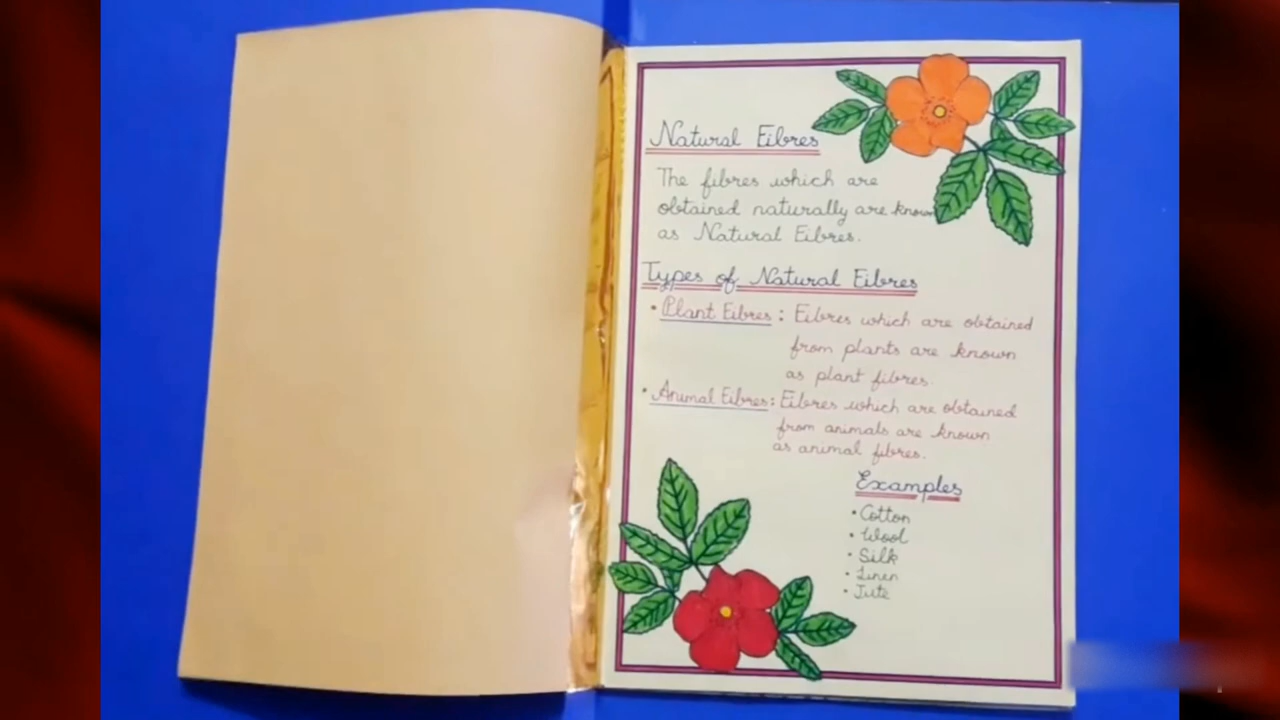 Natural Fibres
The fibres which are
obtained naturally are known
as Natural Fibres.
Types of Natural Fibres
• Plant Fibres : Fibres which are obtained
from plants are known
as plant fibres.
• Animal Fibres : Fibres which are obtained
from animals are known
as animal fibres.
Examples
• Cotton
• Wool
• Silk
• Linen
• Jute